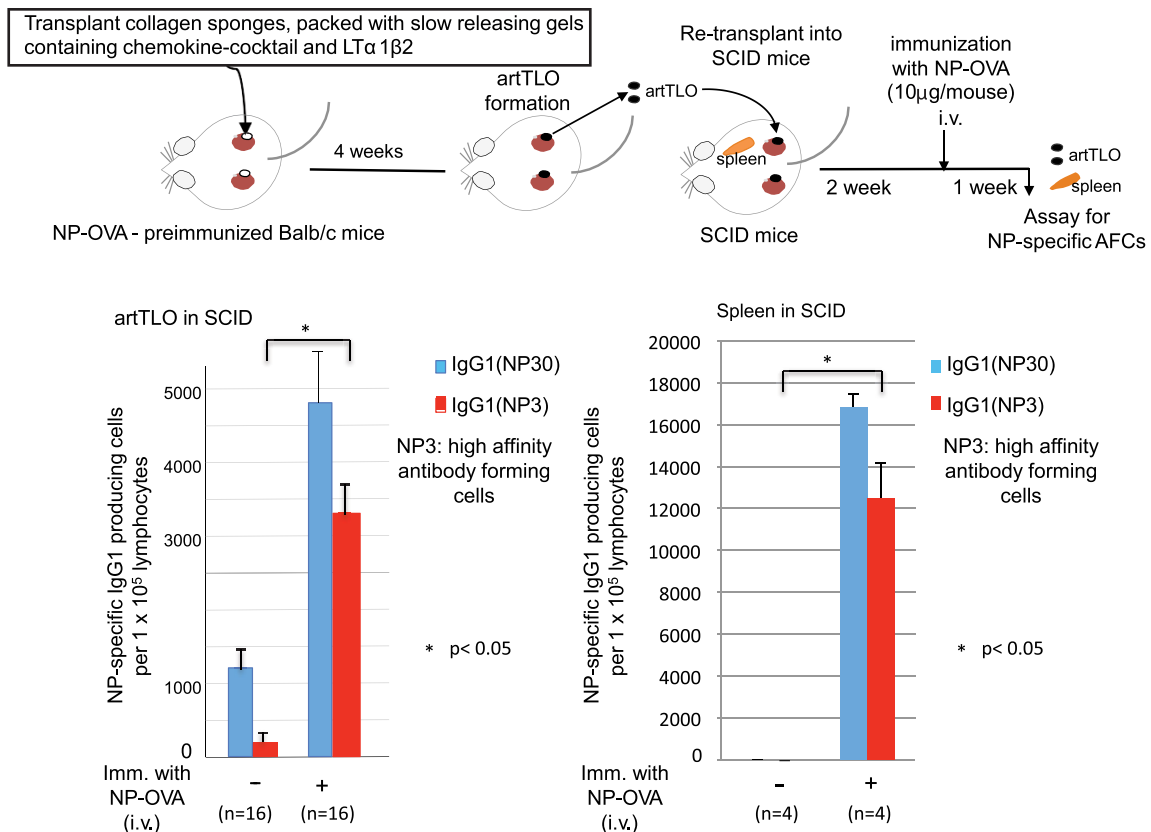 Transplant collagen sponges, packed with slow releasing gels
containing chemokine-cocktail and LTα 1β2
4 weeks
NP-OVA - preimmunized Balb/c mice
artTLO
formation
artTLO
Re-transplant into
SCID mice
spleen
SCID mice
immunization
with NP-OVA
(10μg/mouse)
i.v.
2 week
1 week
artTLO
spleen
Assay for
NP-specific AFCs
artTLO in SCID
*
NP-specific IgG1 producing cells
per 1 x 10⁵ lymphocytes
5000
4000
3000
1000
0
IgG1(NP30)
IgG1(NP3)
NP3: high affinity
antibody forming
cells
* p< 0.05
Imm. with
NP-OVA
(i.v.)
- +
(n=16) (n=16)
Spleen in SCID
*
NP-specific IgG1 producing cells
per 1 x 10⁵ lymphocytes
20000
18000
16000
14000
12000
10000
8000
6000
4000
2000
0
IgG1(NP30)
IgG1(NP3)
NP3: high affinity
antibody forming
cells
* p< 0.05
Imm. with
NP-OVA
(i.v.)
- +
(n=4) (n=4)